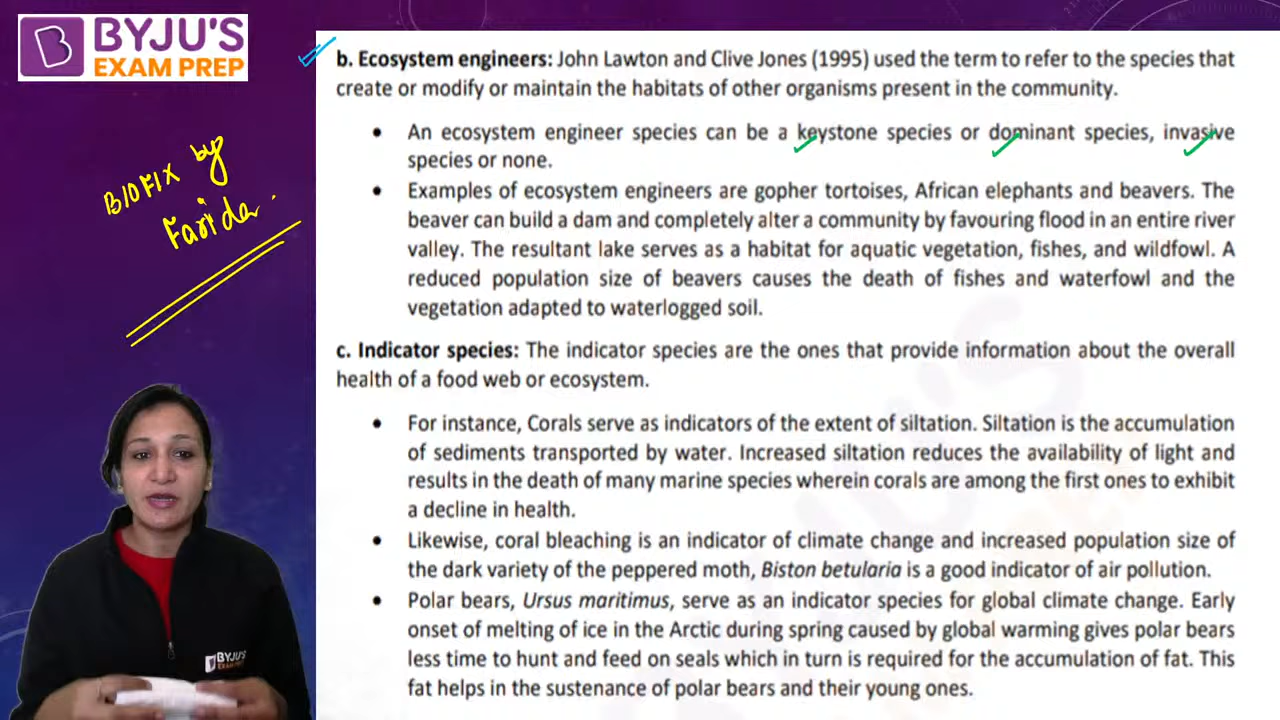 BYJU'S
EXAM PREP
BIOFIX by
Farida.
b. Ecosystem engineers: John Lawton and Clive Jones (1995) used the term to refer to the species that
create or modify or maintain the habitats of other organisms present in the community.
• An ecosystem engineer species can be a keystone species or dominant species, invasive
species or none.
• Examples of ecosystem engineers are gopher tortoises, African elephants and beavers. The
beaver can build a dam and completely alter a community by favouring flood in an entire river
valley. The resultant lake serves as a habitat for aquatic vegetation, fishes, and wildfowl. A
reduced population size of beavers causes the death of fishes and waterfowl and the
vegetation adapted to waterlogged soil.
c. Indicator species: The indicator species are the ones that provide information about the overall
health of a food web or ecosystem.
• For instance, Corals serve as indicators of the extent of siltation. Siltation is the accumulation
of sediments transported by water. Increased siltation reduces the availability of light and
results in the death of many marine species wherein corals are among the first ones to exhibit
a decline in health.
• Likewise, coral bleaching is an indicator of climate change and increased population size of
the dark variety of the peppered moth, Biston betularia is a good indicator of air pollution.
• Polar bears, Ursus maritimus, serve as an indicator species for global climate change. Early
onset of melting of ice in the Arctic during spring caused by global warming gives polar bears
less time to hunt and feed on seals which in turn is required for the accumulation of fat. This
fat helps in the sustenance of polar bears and their young ones.
BYJU'S
EXAM PREP